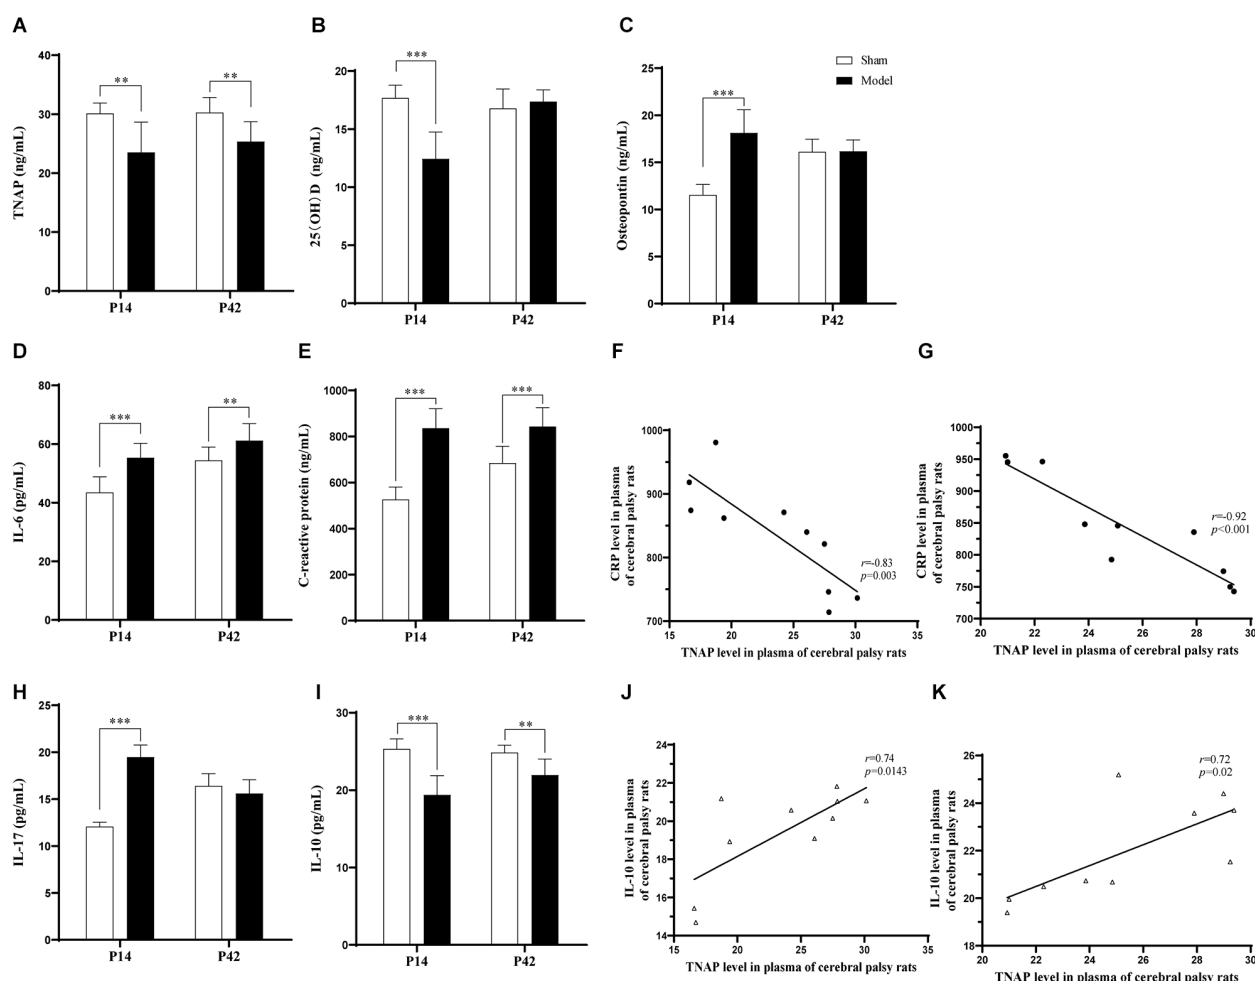 A
TNAP (ng/mL)
40
30
20
10
0
**
**
P14
P42
B
25(OH)D (ng/mL)
20
15
10
5
0
***
P14
P42
C
Osteopontin (ng/mL)
25
20
15
10
5
0
***
P14
P42
Sham
Model
D
IL-6 (pg/mL)
80
60
40
20
0
***
**
P14
P42
E
C-reactive protein (ng/mL)
1000
800
600
400
200
0
***
***
P14
P42
F
CRP level in plasma
of cerebral palsy rats
1000
900
800
700
15
20
25
30
35
r=-0.83
p=0.003
TNAP level in plasma of cerebral palsy rats
G
CRP level in plasma
of cerebral palsy rats
1000
950
900
850
800
750
700
20
22
24
26
28
30
r=-0.92
p<0.001
TNAP level in plasma of cerebral palsy rats
H
IL-17 (pg/mL)
25
20
15
10
5
0
***
P14
P42
I
IL-10 (pg/mL)
30
20
10
0
***
**
P14
P42
J
IL-10 level in plasma
of cerebral palsy rats
24
22
20
18
16
14
15
20
25
30
35
r=0.74
p=0.0143
TNAP level in plasma of cerebral palsy rats
K
IL-10 level in plasma
of cerebral palsy rats
26
24
22
20
18
20
22
24
26
28
30
r=0.72
p=0.02
TNAP level in plasma of cerebral palsy rats